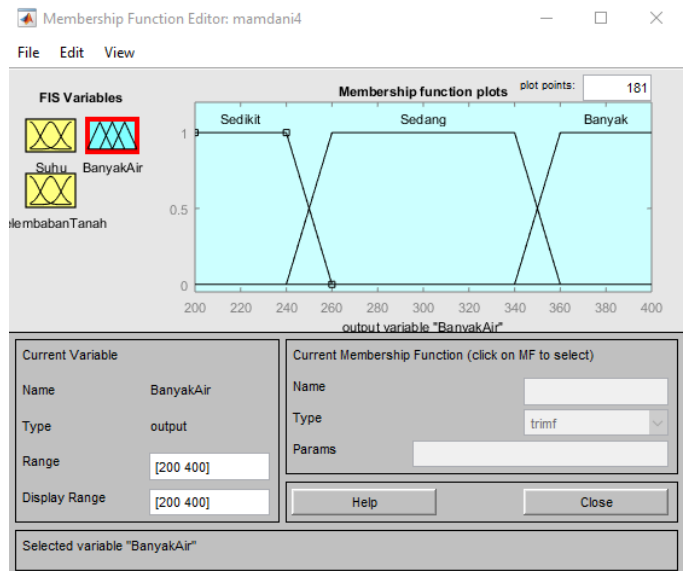 Membership Function Editor: mamdani4
File Edit View
FIS Variables
Membership function plots
plot points:
181
Suhu
BanyakAir
elembabanTanah
Sedikit
Sedang
Banyak
1
0.5
0
200 220 240 260 280 300 320 340 360 380 400
output variable "BanyakAir"
Current Variable
Name BanyakAir
Type output
Range [200 400]
Display Range [200 400]
Current Membership Function (click on MF to select)
Name
Type trimf
Params
Help
Close
Selected variable "BanyakAir"